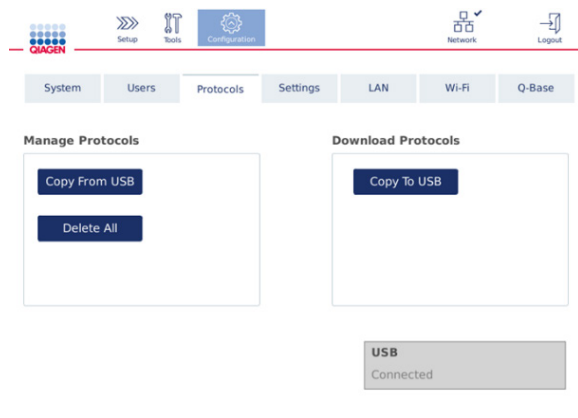 QIAGEN
Setup
Tools
Configuration
Network
Logout
System
Users
Protocols
Settings
LAN
Wi-Fi
Q-Base
Manage Protocols
Download Protocols
Copy From USB
Copy To USB
Delete All
USB
Connected